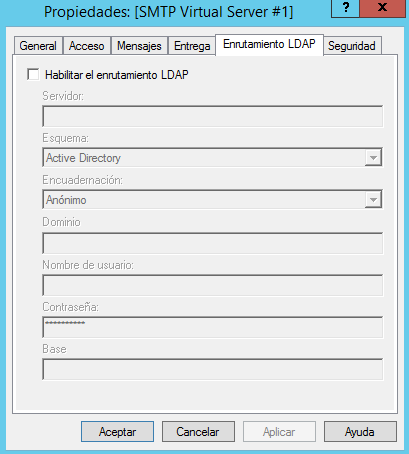 Propiedades: [SMTP Virtual Server #1]
? x
General Acceso Mensajes Entrega Enrutamiento LDAP Seguridad
Habilitar el enrutamiento LDAP
Servidor:
Esquema:
Active Directory
Encuadernación:
Anónimo
Dominio
Nombre de usuario:
Contraseña:
**********
Base
Aceptar Cancelar Aplicar Ayuda